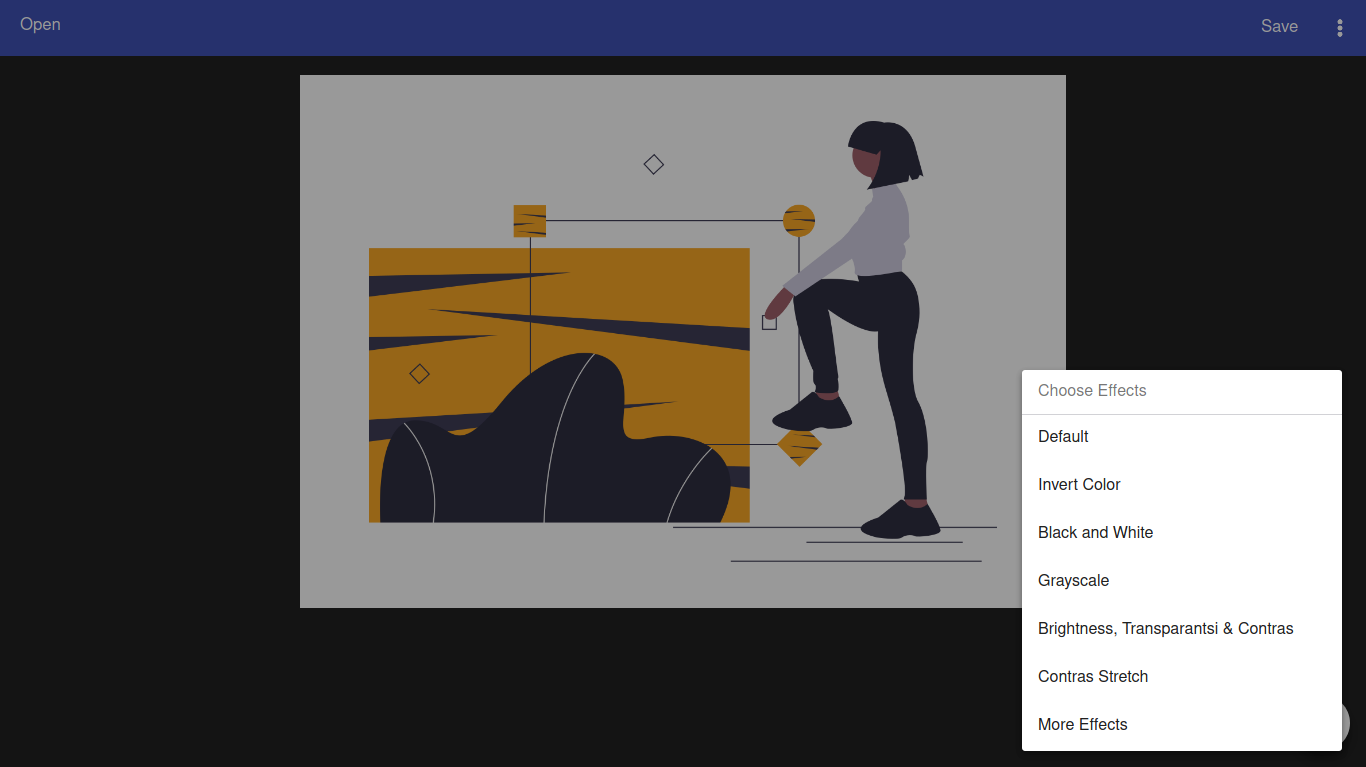 Open
Save
Choose Effects
Default
Invert Color
Black and White
Grayscale
Brightness, Transparantsi & Contras
Contras Stretch
More Effects